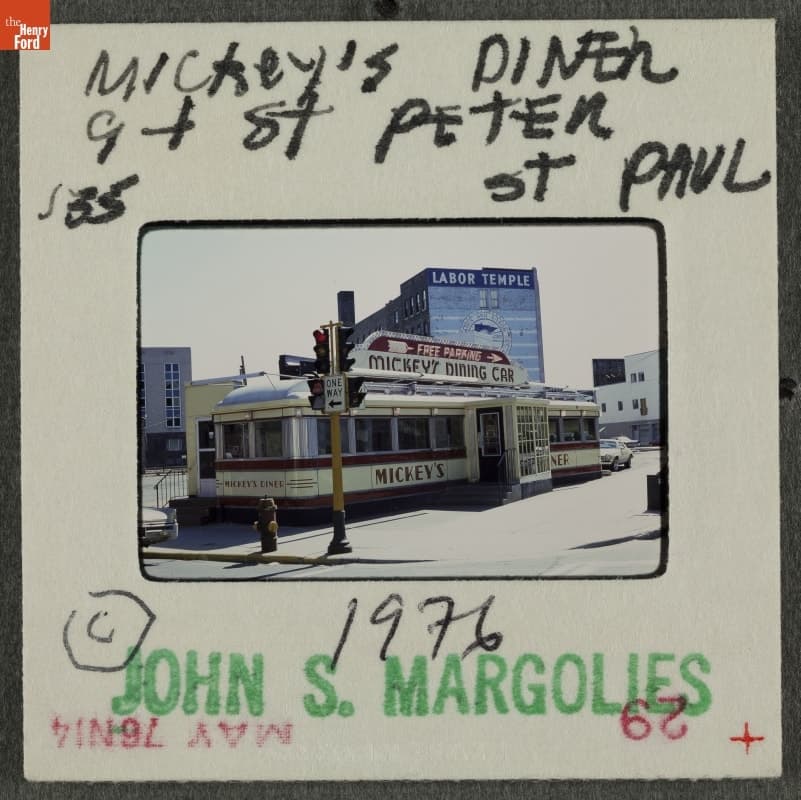 the
Henry
Ford
MICKEY'S DINER
9 + ST PETER
ST PAUL
'35
LABOR TEMPLE
FREE PARKING
MICKEY'S DINING CAR
ONE
WAY
MICKEY'S DINER
MICKEY'S
NER
C
1976
JOHN S. MARGOLIES
MAY 76N14
29